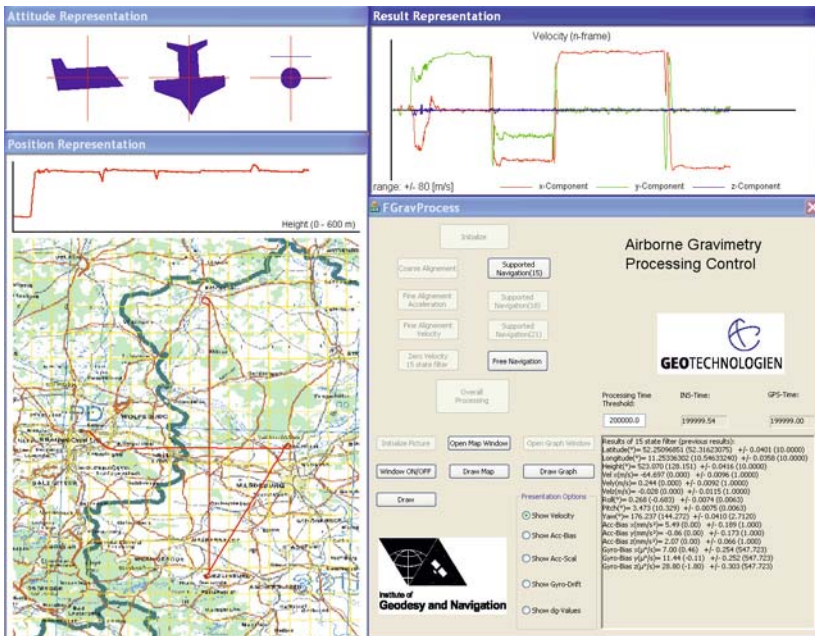 Attitude Representation
Result Representation
Velocity (n-frame)
range: +/- 80 [m/s]
x-Component
y-Component
z-Component
Position Representation
Height (0 - 600 m)
FGravProcess
Airborne Gravimetry
Processing Control
Initialize
Coarse Alignment
Supported
Navigation(15)
Fine Alignment
Acceleration
Supported
Navigation(18)
Fine Alignment
Velocity
Supported
Navigation(21)
Zero Velocity
15 state filter
Free Navigation
Overall
Processing
GEOTECHNOLOGIEN
Processing Time
Threshold:
INS-Time:
GPS-Time:
200000.0
199999.54
199999.00
Initialize Picture
Open Map Window
Open Graph Window
Window ON/OFF
Draw Map
Draw Graph
Draw
Presentation Options
Show Velocity
Show Acc-Bias
Show Acc-Scal
Show Gyro-Drift
Show dg-Values
Institute of
Geodesy and Navigation
Results of 15 state filter (previous results):
Latitude(°)= 52.25096851 (52.31623075) +/- 0.0401 (10.0000)
Longitude(°)= 11.25336302 (10.54633240) +/- 0.0358 (10.0000)
Height(°)= 523.070 (128.151) +/- 0.0416 (10.0000)
Vel x(m/s)= -64.697 (0.000) +/- 0.0096 (1.0000)
Vely(m/s)= 0.244 (0.000) +/- 0.0092 (1.0000)
Velz(m/s)= -0.028 (0.000) +/- 0.0115 (1.0000)
Roll(°)= 0.268 (-0.683) +/- 0.0074 (0.0063)
Pitch(°)= 3.473 (10.329) +/- 0.0075 (0.0063)
Yaw(°)= 176.237 (144.272) +/- 0.0410 (2.7120)
Acc-Bias x(mm/s²)= 5.49 (0.00) +/- 0.189 (1.000)
Acc-Bias y(mm/s²)= -0.86 (0.00) +/- 0.173 (1.000)
Acc-Bias z(mm/s²)= 2.07 (0.00) +/- 0.066 (1.000)
Gyro-Bias x(µ°/s)= 7.00 (0.46) +/- 0.254 (547.723)
Gyro-Bias y(µ°/s)= 11.44 (-0.11) +/- 0.252 (547.723)
Gyro-Bias z(µ°/s)= 28.80 (-1.80) +/- 0.303 (547.723)